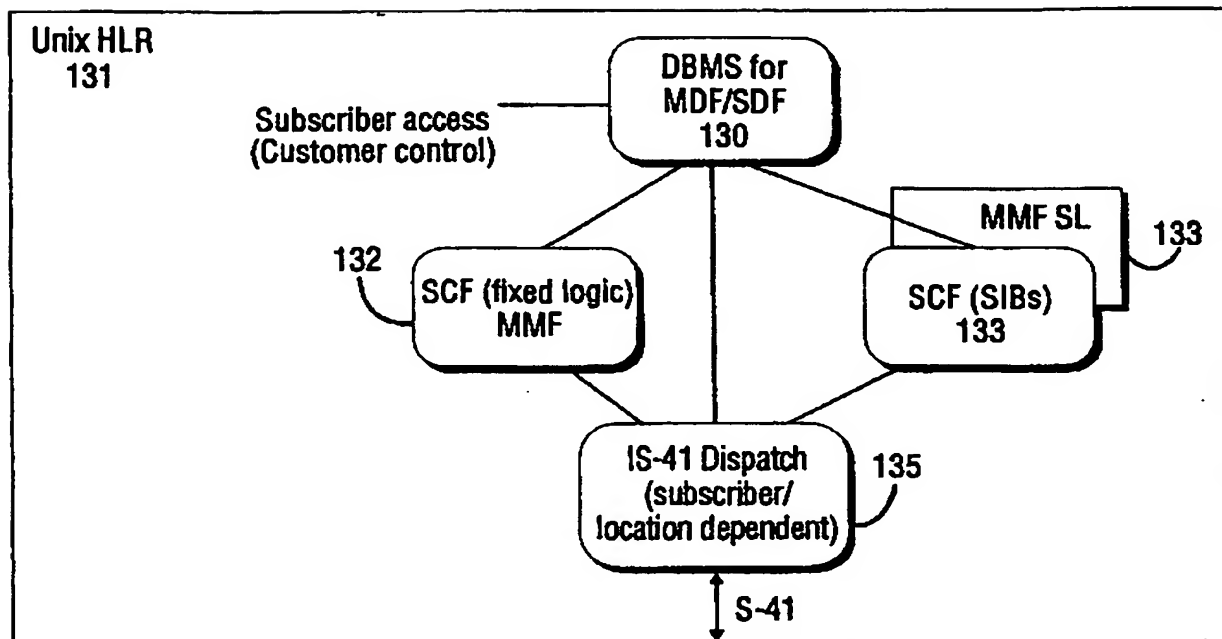 Unix HLR
131
DBMS for
MDF/SDF
130
Subscriber access
(Customer control)
MMF SL
133
132
SCF (fixed logic)
MMF
SCF (SIBs)
133
IS-41 Dispatch
(subscriber/
location dependent)
135
S-41